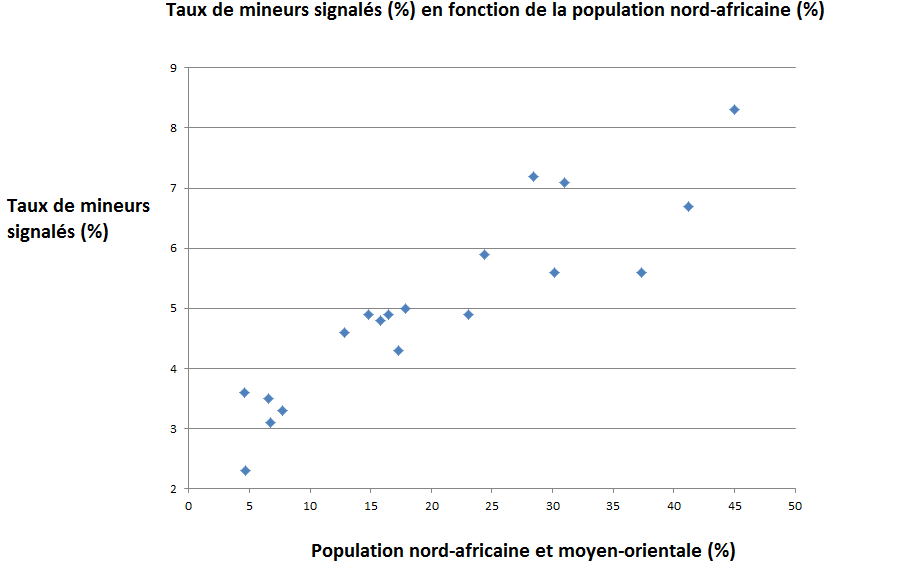 Taux de mineurs signalés (%) en fonction de la population nord-africaine (%)
9
8
7
Taux de mineurs
signalés (%)
6
5
4
3
2
0 5 10 15 20 25 30 35 40 45 50
Population nord-africaine et moyen-orientale (%)